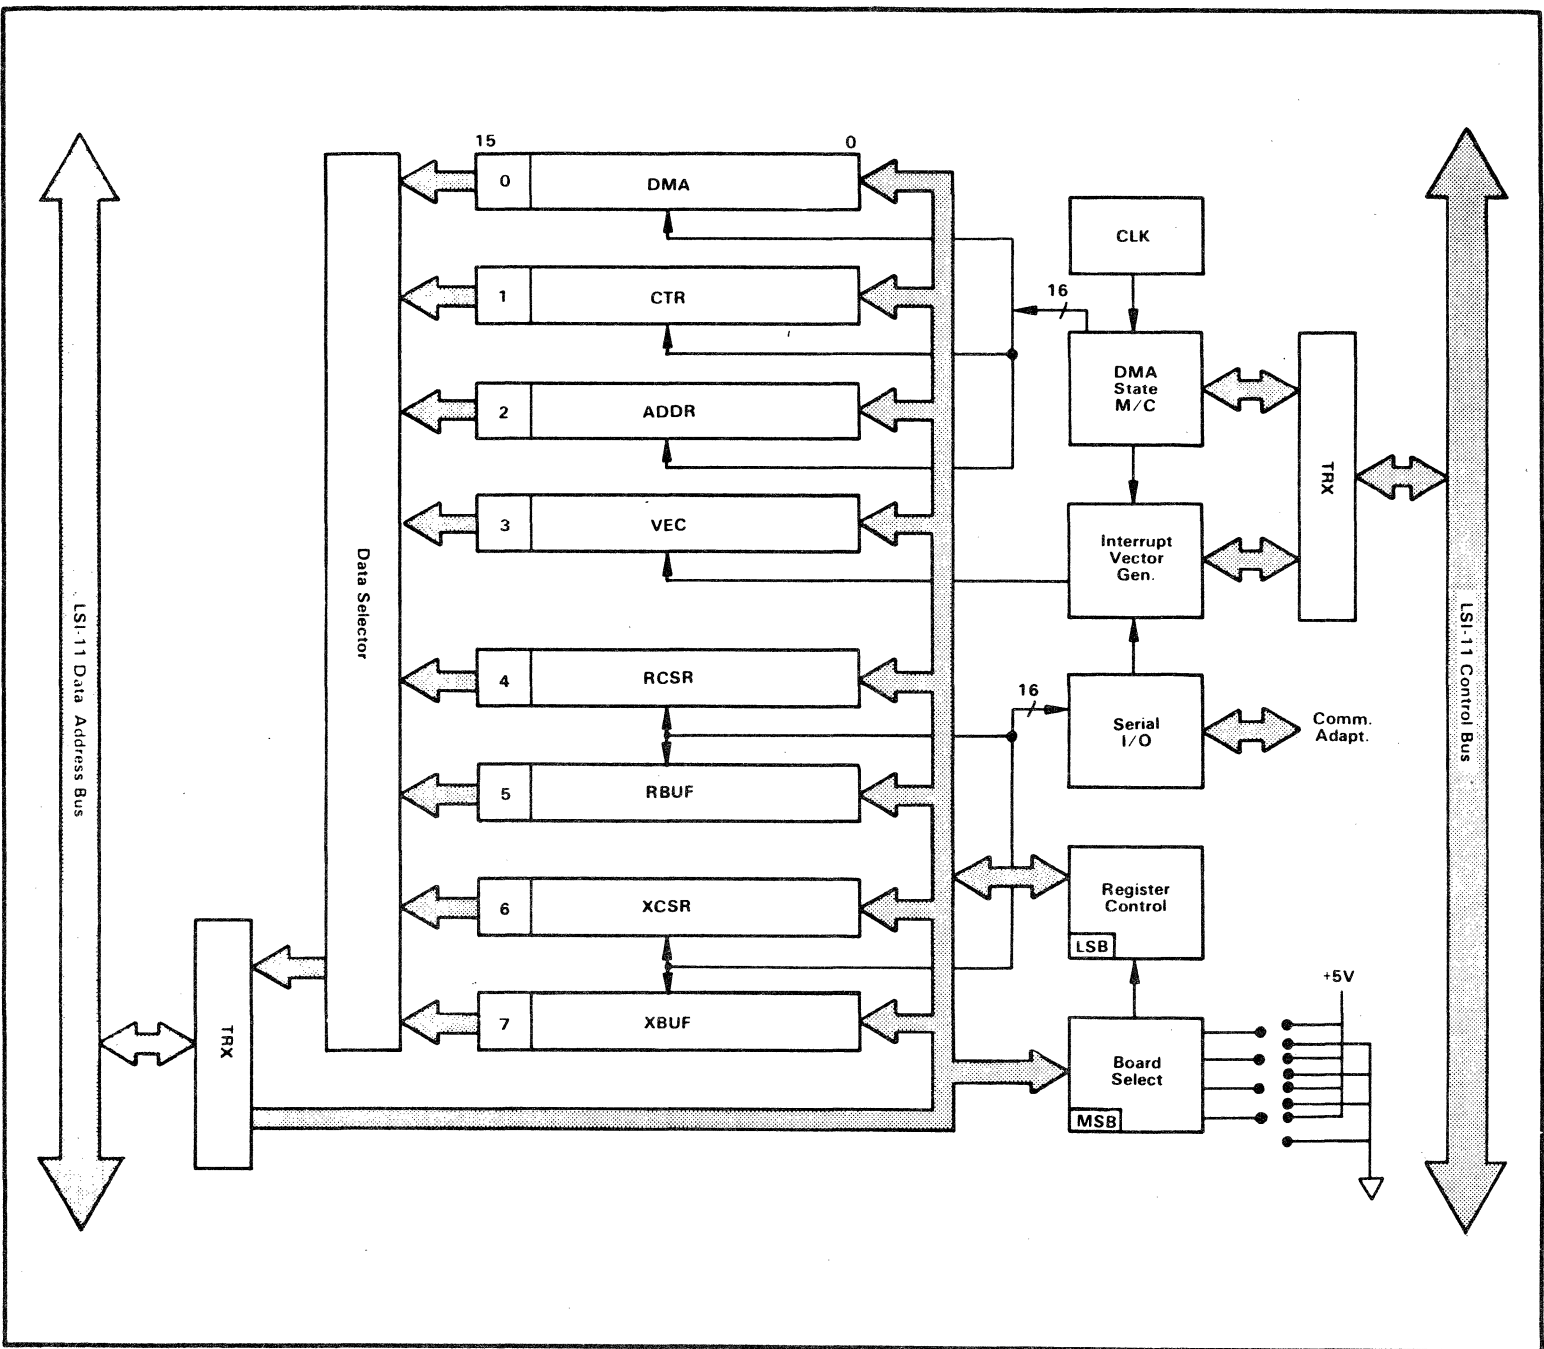 15
0
0
DMA
1
CTR
2
ADDR
3
VEC
4
RCSR
5
RBUF
6
XCSR
7
XBUF
Data Selector
LSI-11 Data Address Bus
TRX
CLK
16
DMA
State
M/C
Interrupt
Vector
Gen.
16
Serial
I/O
Comm.
Adapt.
Register
Control
LSB
Board
Select
MSB
+5V
TRX
LSI-11 Control Bus